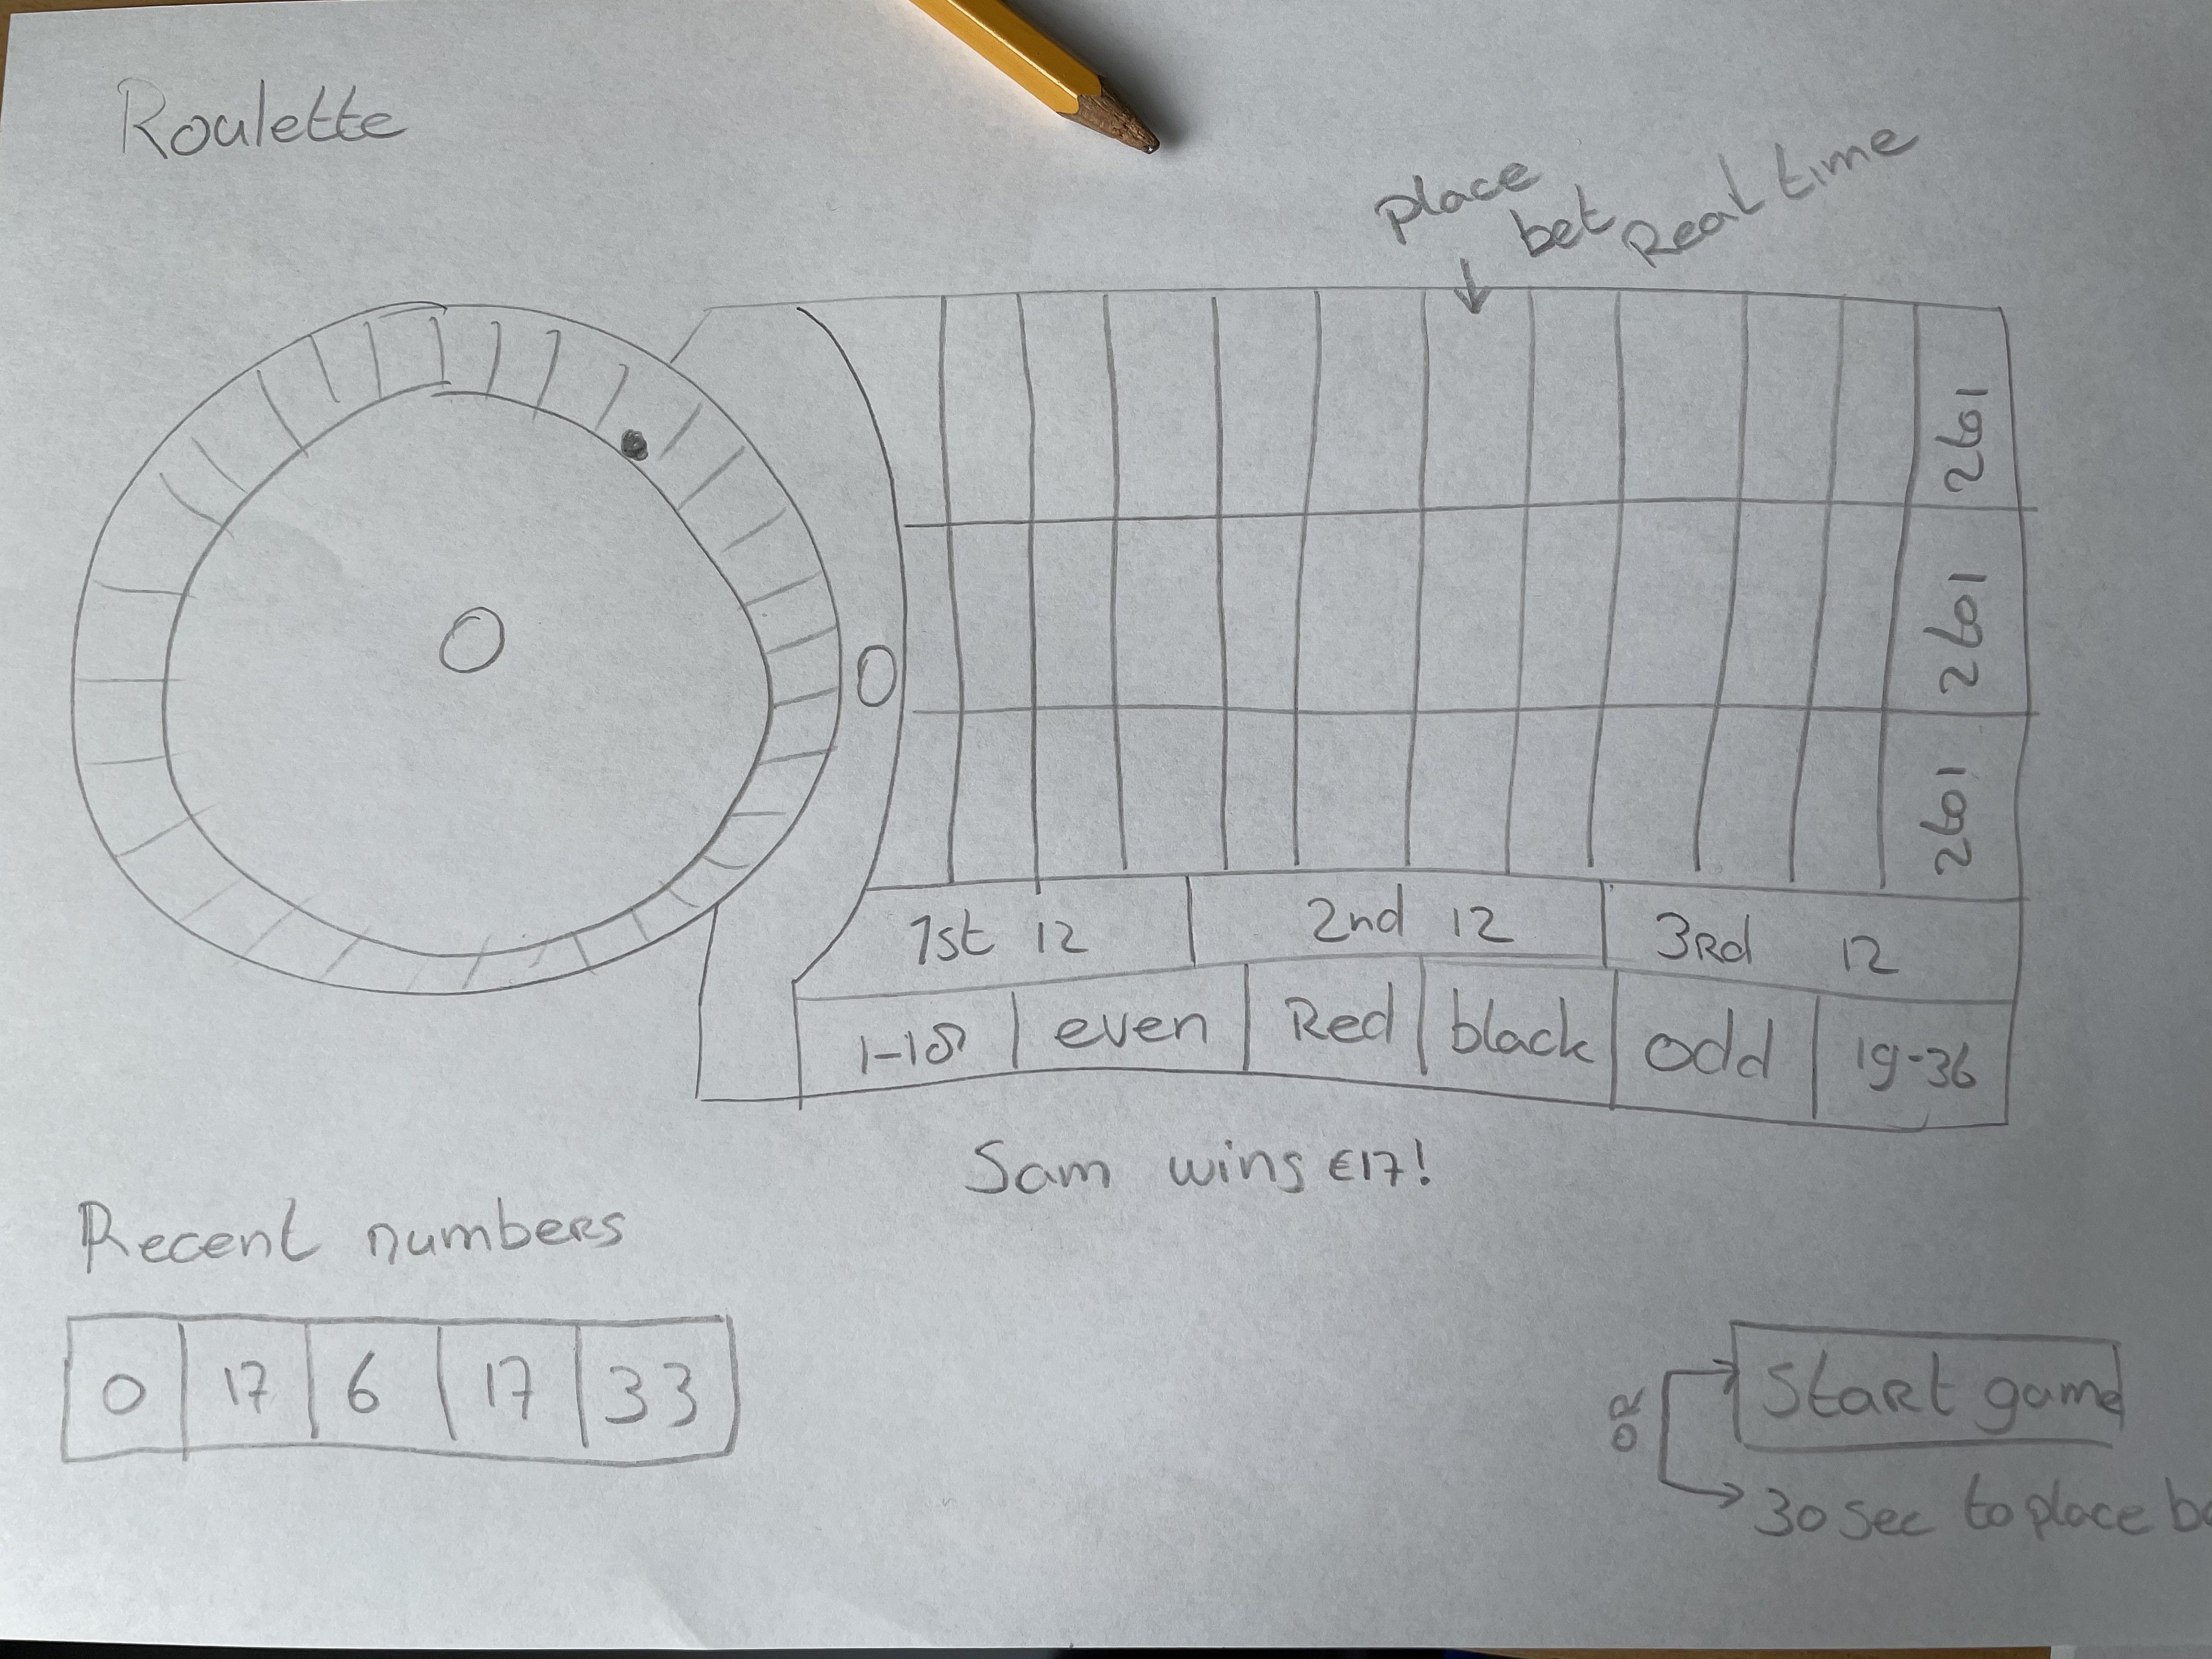 Roulette
place
bet Real time
2to1
2to1
2to1
0
0
1st 12 2nd 12 3Rd 12
1-18 even Red black odd 19-36
Sam wins €17!
Recent numbers
0 17 6 17 33
OR
Start game
30 sec to place